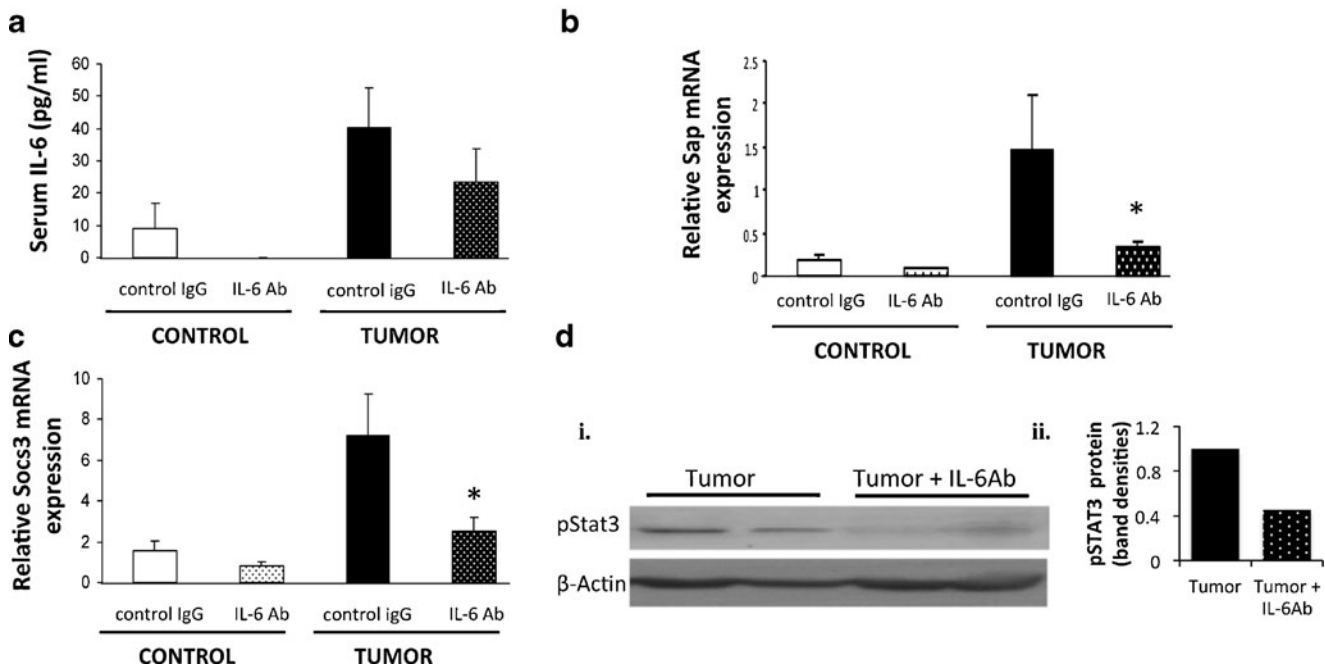 a
Serum IL-6 (pg/ml)
60
50
40
30
20
10
0
control IgG IL-6 Ab control igG IL-6 Ab
CONTROL TUMOR
b
Relative Sap mRNA
expression
2.5
2
1.5
1
0.5
0
*
control IgG IL-6 Ab control IgG IL-6 Ab
CONTROL TUMOR
c
Relative Socs3 mRNA
expression
10
8
6
4
2
0
*
control IgG IL-6 Ab control igG IL-6 Ab
CONTROL TUMOR
d
i.
Tumor Tumor + IL-6Ab
pStat3
β-Actin
ii.
pSTAT3 protein
(band densities)
1.2
0.8
0.4
0
Tumor Tumor +
IL-6Ab